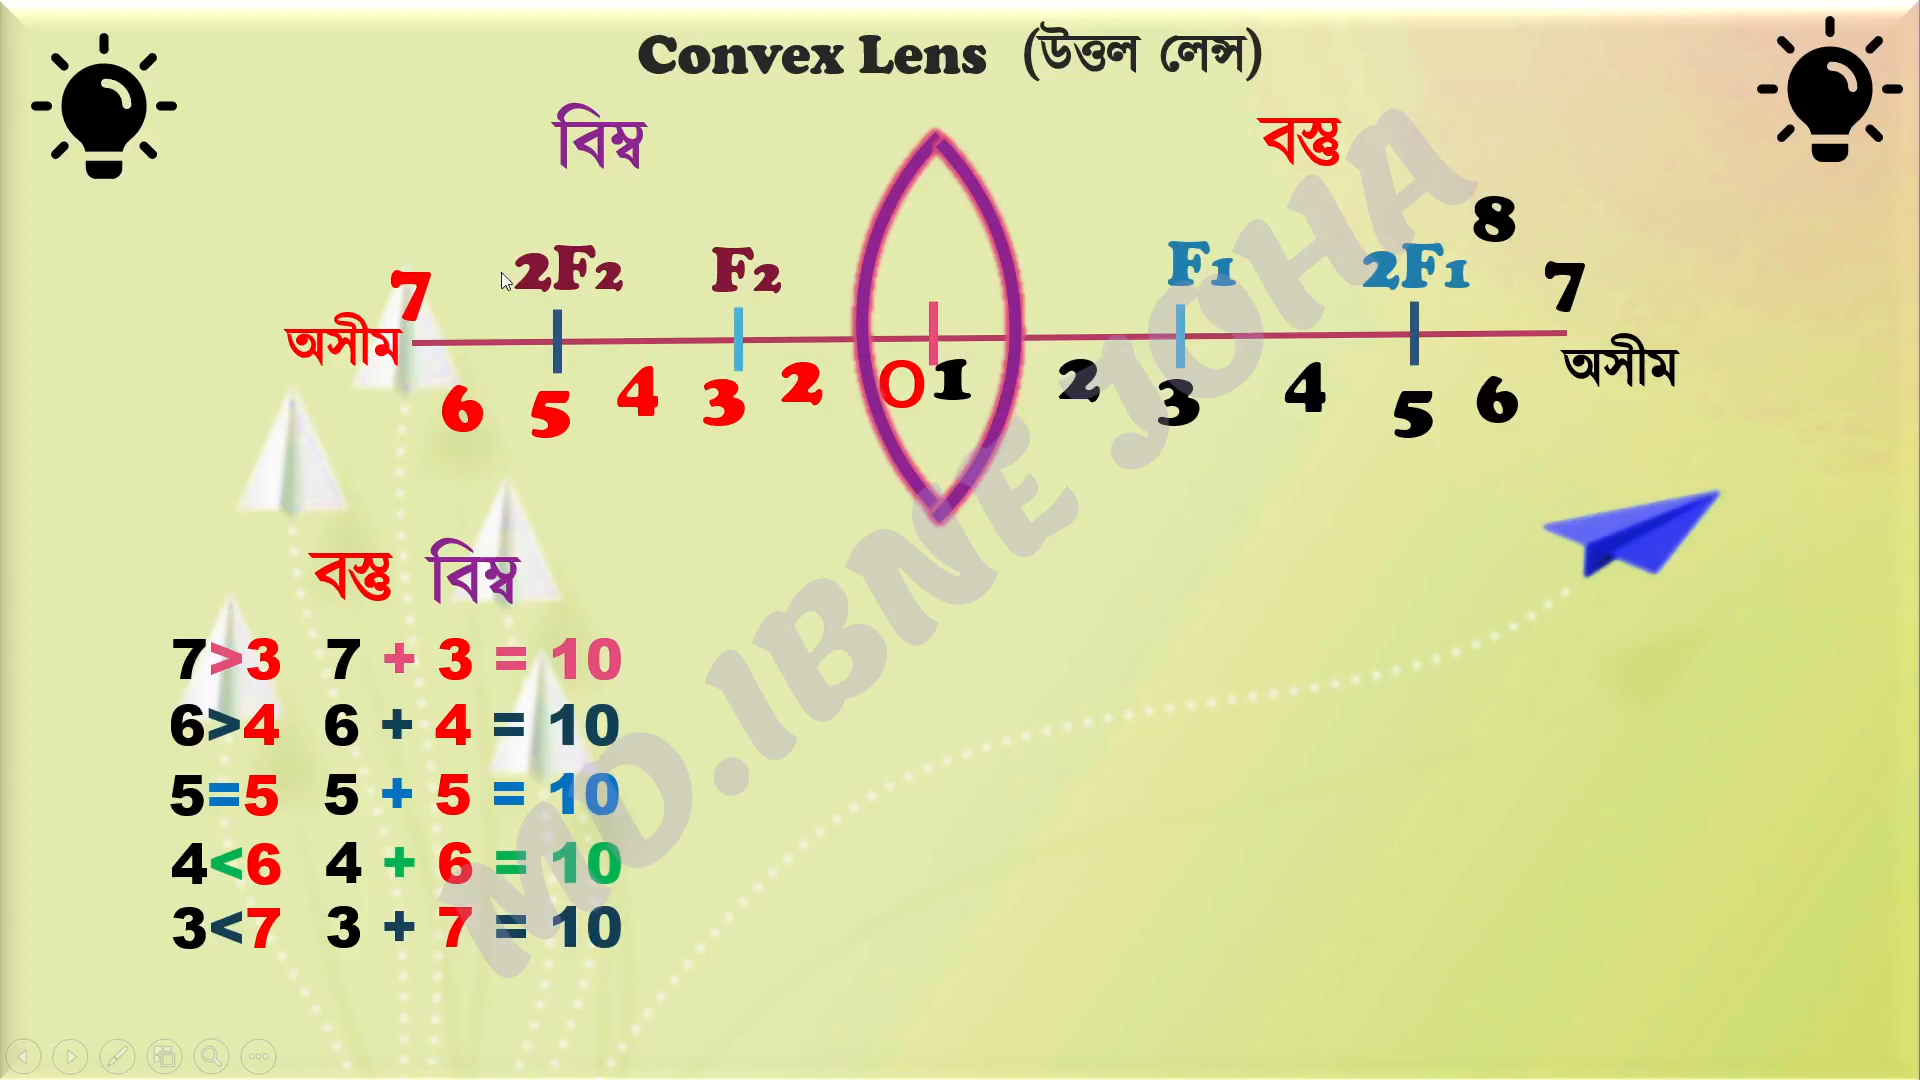 Convex Lens (উত্তল লেন্স)
বিম্ব বস্তু
8
7 2F₂ F₂ F₁ 2F₁ 7
অসীম অসীম
6 5 4 3 2 O 1 2 3 4 5 6
বস্তু বিম্ব
7>3 7 + 3 = 10
6>4 6 + 4 = 10
5=5 5 + 5 = 10
4<6 4 + 6 = 10
3<7 3 + 7 = 10
MD.IBNE JOHA